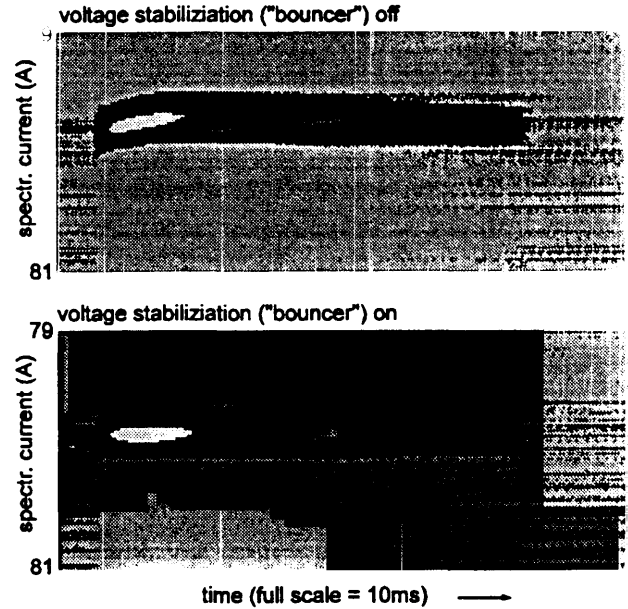 voltage stabiliziation ("bouncer") off
9
spectr. current (A)
81
voltage stabiliziation ("bouncer") on
79
spectr. current (A)
81
time (full scale = 10ms)